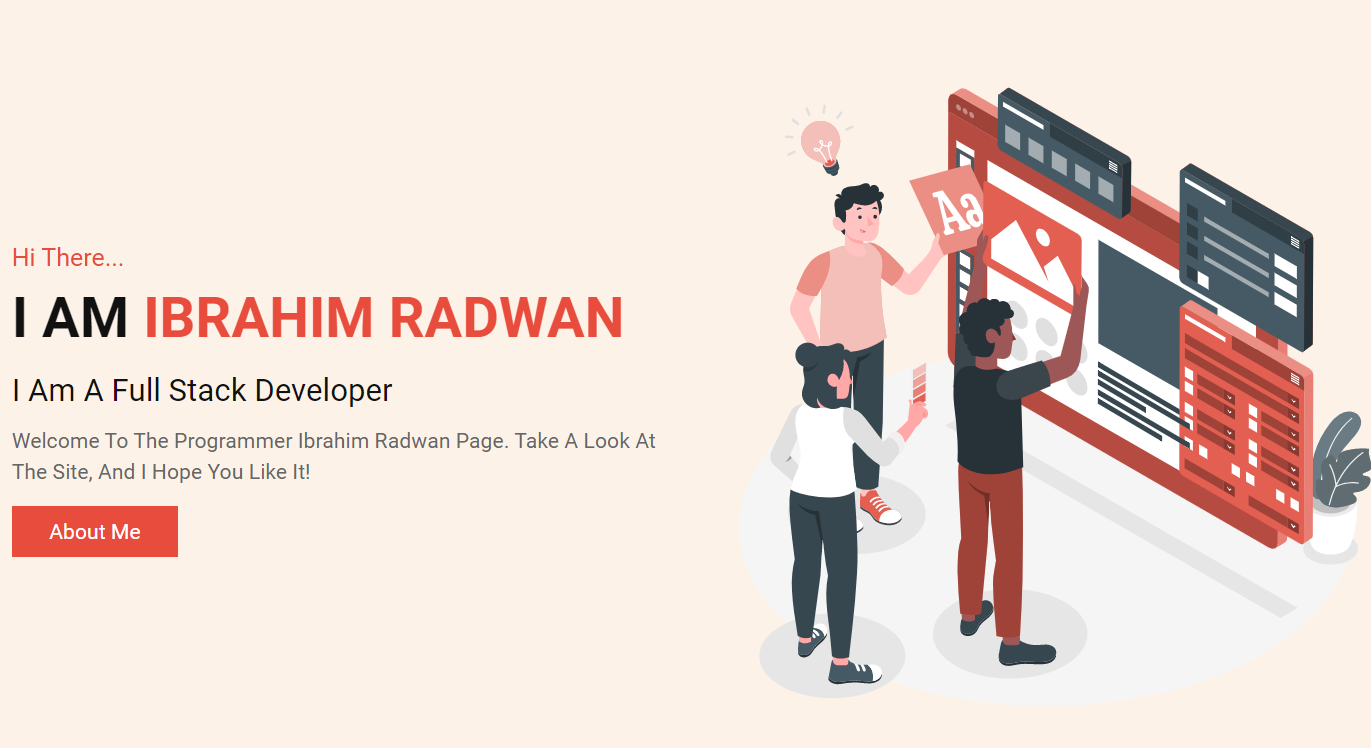 Hi There...
I AM IBRAHIM RADWAN
I Am A Full Stack Developer
Welcome To The Programmer Ibrahim Radwan Page. Take A Look At
The Site, And I Hope You Like It!
About Me
Aa